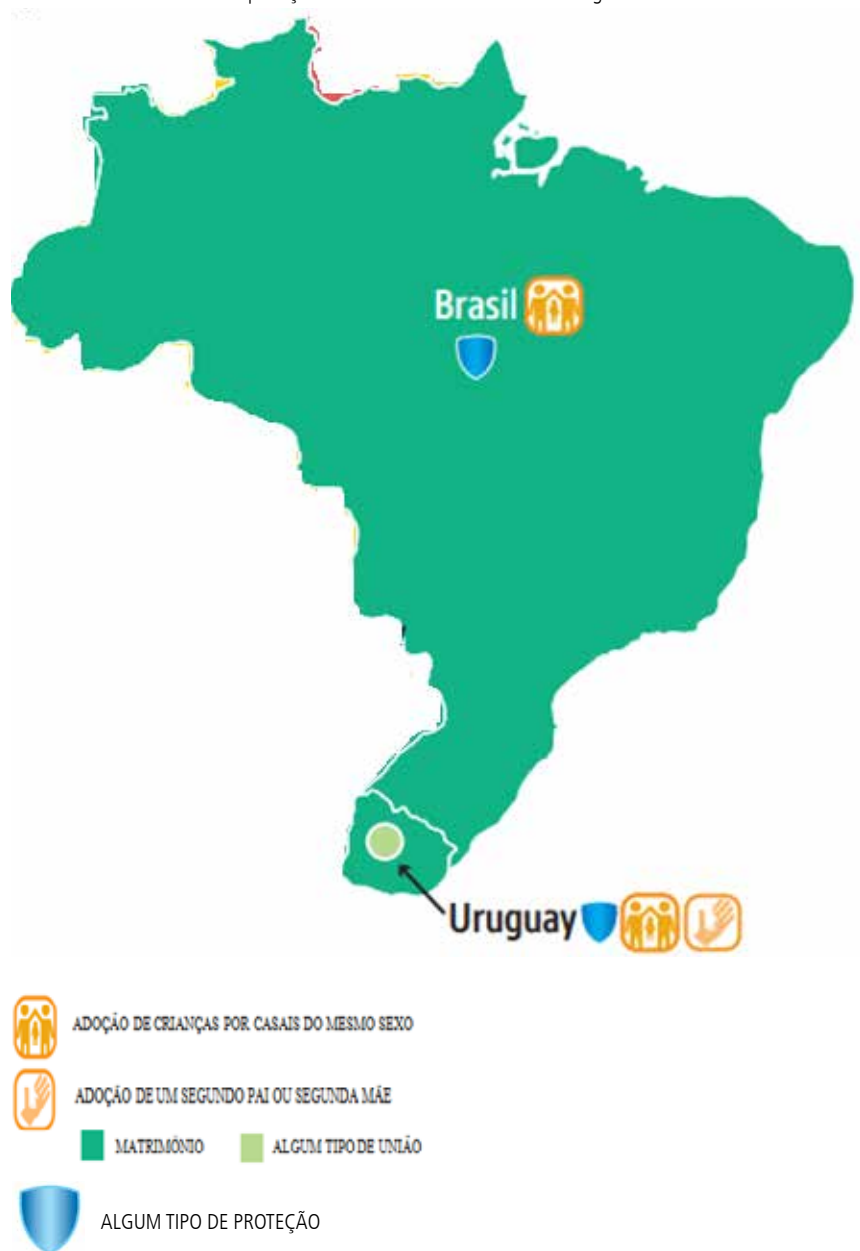 Brasil
Uruguay
ADOÇÃO DE CRIANÇAS POR CASAIS DO MESMO SEXO
ADOÇÃO DE UM SEGUNDO PAI OU SEGUNDA MÃE
MATRIMÔNIO ALGUM TIPO DE UNIÃO
ALGUM TIPO DE PROTEÇÃO